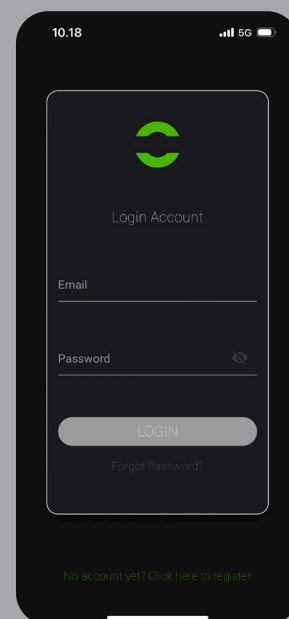 10.18 5G
Login Account
Email
Password
LOGIN
Forgot Password?
No account yet? Click here to register